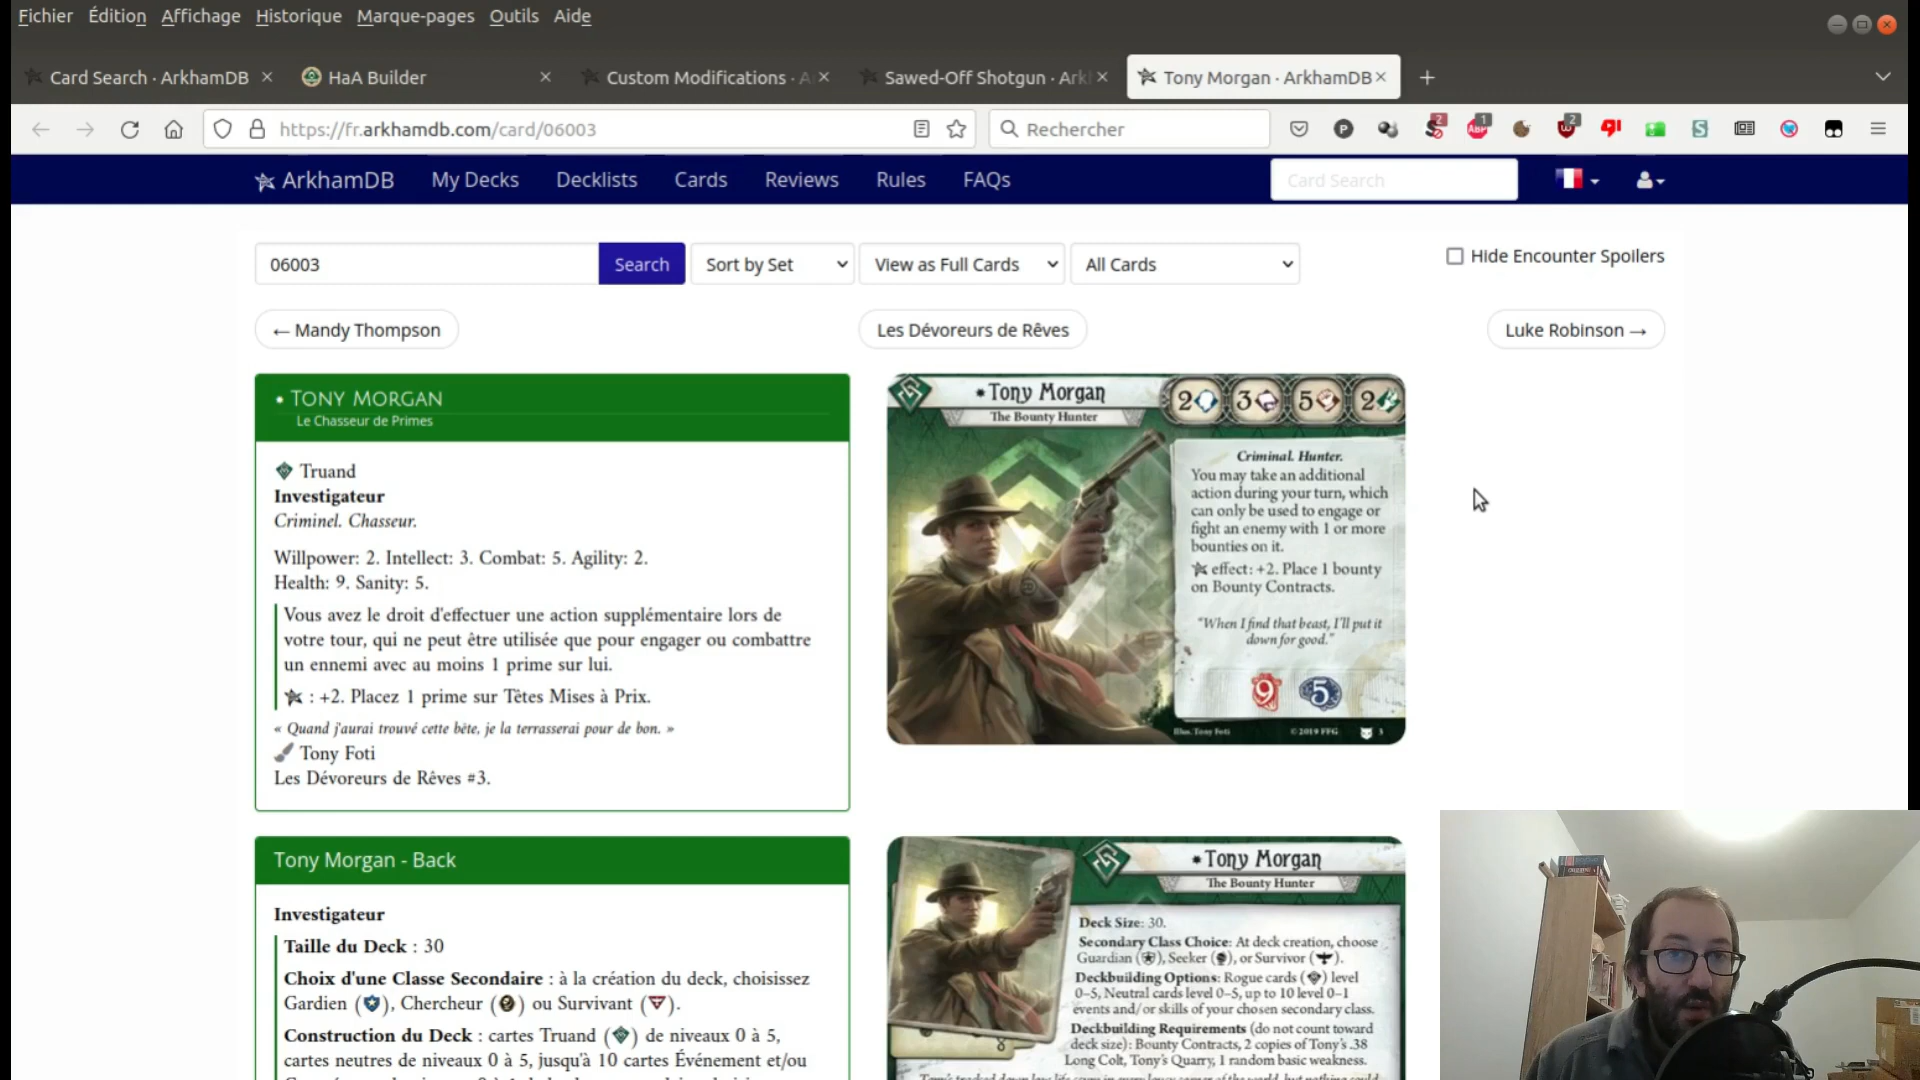 Fichier Édition Affichage Historique Marque-pages Outils Aide
Card Search · ArkhamDB
HaA Builder
Custom Modifications · A
Sawed-Off Shotgun · Ark
Tony Morgan · ArkhamDB
https://fr.arkhamdb.com/card/06003
Rechercher
ArkhamDB My Decks Decklists Cards Reviews Rules FAQs
Card Search
06003
Search
Sort by Set
View as Full Cards
All Cards
Hide Encounter Spoilers
← Mandy Thompson
Les Dévoreurs de Rêves
Luke Robinson →
• Tony Morgan
Le Chasseur de Primes
Truand
Investigateur
Criminel. Chasseur.
Willpower: 2. Intellect: 3. Combat: 5. Agility: 2.
Health: 9. Sanity: 5.
Vous avez le droit d'effectuer une action supplémentaire lors de
votre tour, qui ne peut être utilisée que pour engager ou combattre
un ennemi avec au moins 1 prime sur lui.
: +2. Placez 1 prime sur Têtes Mises à Prix.
« Quand j'aurai trouvé cette bête, je la terrasserai pour de bon. »
Tony Foti
Les Dévoreurs de Rêves #3.
Tony Morgan
The Bounty Hunter
2 3 5 2
Criminal. Hunter.
You may take an additional
action during your turn, which
can only be used to engage or
fight an enemy with 1 or more
bounties on it.
effect: +2. Place 1 bounty
on Bounty Contracts.
"When I find that beast, I'll put it
down for good."
9 5
Illus. Tony Foti
© 2019 FFG
3
Tony Morgan - Back
Investigateur
Taille du Deck : 30
Choix d'une Classe Secondaire : à la création du deck, choisissez
Gardien ( ), Chercheur ( ) ou Survivant ( ).
Construction du Deck : cartes Truand ( ) de niveaux 0 à 5,
cartes neutres de niveaux 0 à 5, jusqu'à 10 cartes Événement et/ou
Tony Morgan
The Bounty Hunter
Deck Size: 30.
Secondary Class Choice: At deck creation, choose
Guardian ( ), Seeker ( ), or Survivor ( ).
Deckbuilding Options: Rogue cards ( ) level
0–5, Neutral cards level 0–5, up to 10 level 0–1
events and/or skills of your chosen secondary class.
Deckbuilding Requirements (do not count toward
deck size): Bounty Contracts, 2 copies of Tony's .38
Long Colt, Tony's Quarry, 1 random basic weakness.